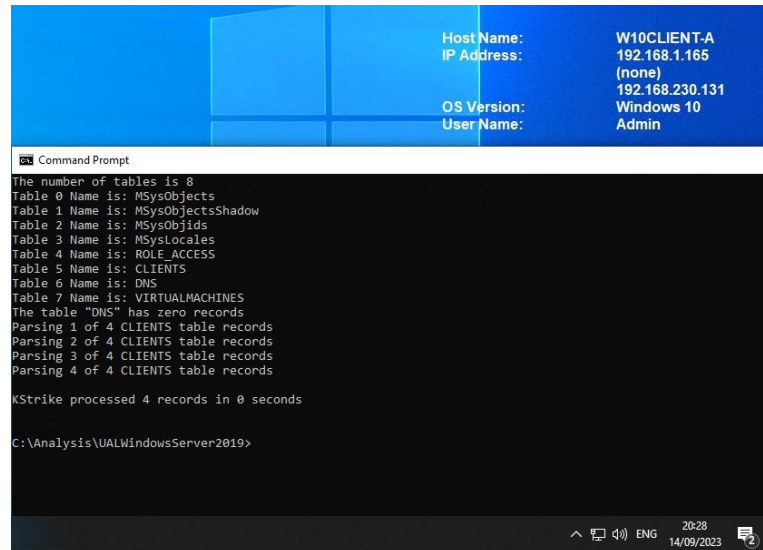 Host Name: W10CLIENT-A
IP Address: 192.168.1.165
(none)
192.168.230.131
OS Version: Windows 10
User Name: Admin
Command Prompt
The number of tables is 8
Table 0 Name is: MSysObjects
Table 1 Name is: MSysObjectsShadow
Table 2 Name is: MSysObjids
Table 3 Name is: MSysLocales
Table 4 Name is: ROLE_ACCESS
Table 5 Name is: CLIENTS
Table 6 Name is: DNS
Table 7 Name is: VIRTUALMACHINES
The table "DNS" has zero records
Parsing 1 of 4 CLIENTS table records
Parsing 2 of 4 CLIENTS table records
Parsing 3 of 4 CLIENTS table records
Parsing 4 of 4 CLIENTS table records
KStrike processed 4 records in 0 seconds
C:\Analysis\UALWindowsServer2019>
ENG 20:28
14/09/2023 2